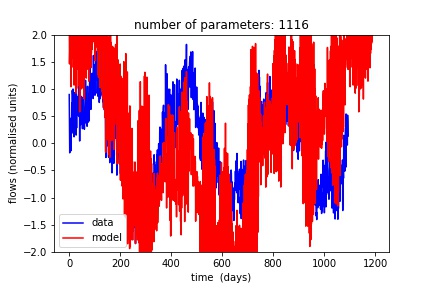 number of parameters: 1116
flows (normalised units)
2.0
1.5
1.0
0.5
0.0
−0.5
−1.0
−1.5
−2.0
data
model
0 200 400 600 800 1000 1200
time (days)